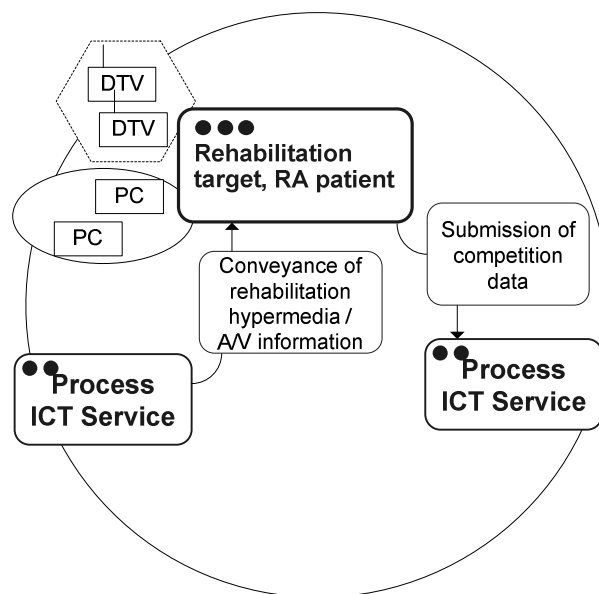 DTV
DTV
Rehabilitation
target, RA patient
PC
PC
Submission of
competition
data
Conveyance of
rehabilitation
hypermedia /
A/V information
Process
ICT Service
Process
ICT Service